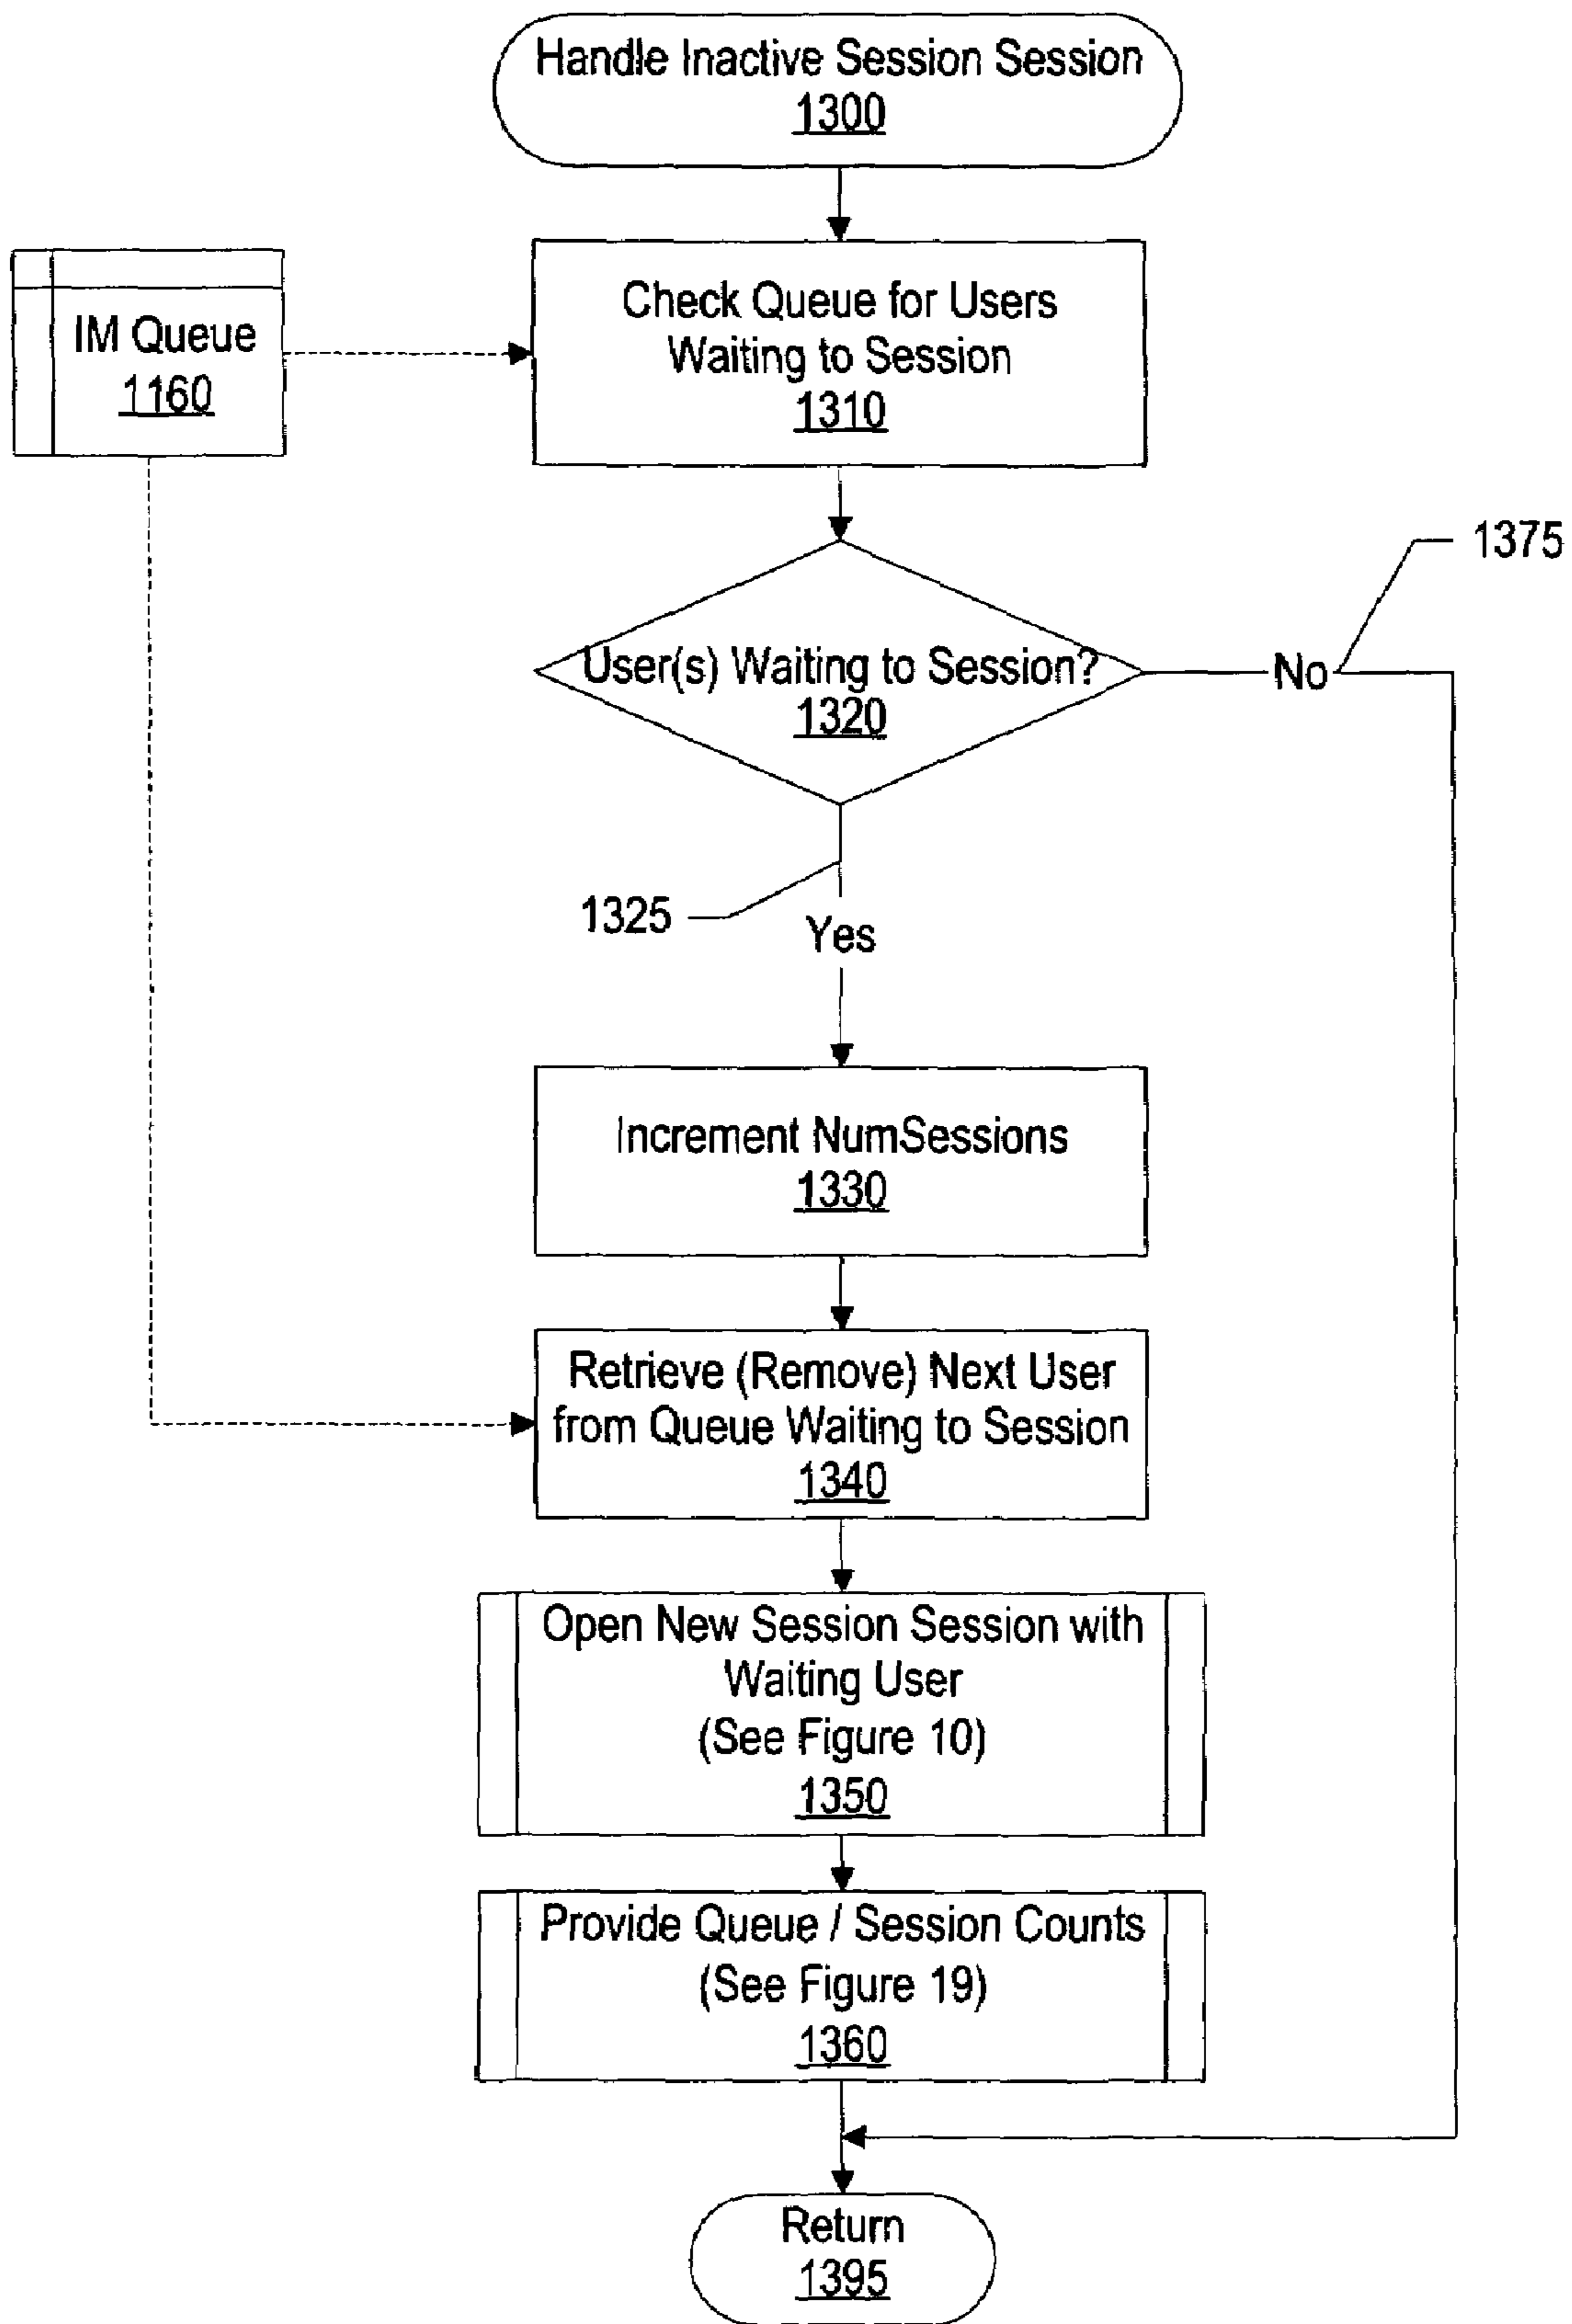 Handle Inactive Session Session
1300
IM Queue
1160
Check Queue for Users
Waiting to Session
1310
1375
User(s) Waiting to Session?
1320
No
1325
Yes
Increment NumSessions
1330
Retrieve (Remove) Next User
from Queue Waiting to Session
1340
Open New Session Session with
Waiting User
(See Figure 10)
1350
Provide Queue / Session Counts
(See Figure 19)
1360
Return
1395